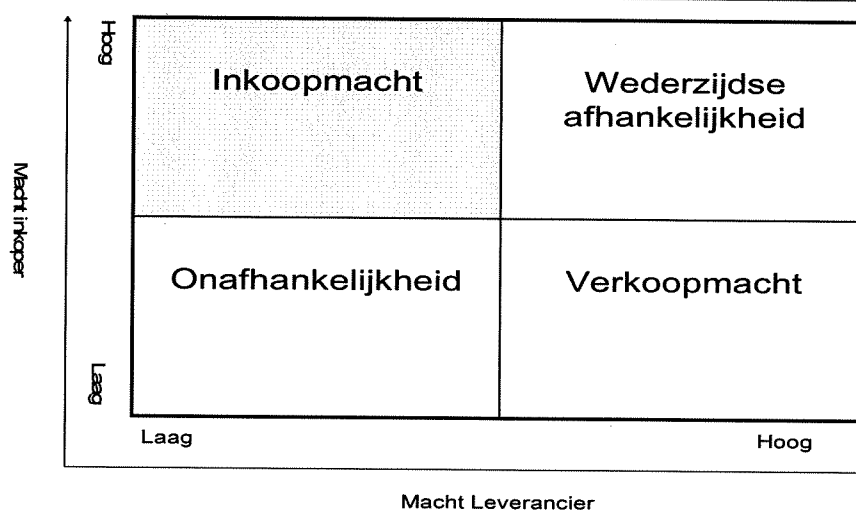 Hoog
Inkoopmacht
Wederzijdse
afhankelijkheid
Macht inkoper
Onafhankelijkheid
Verkoopmacht
Laag
Laag
Hoog
Macht Leverancier